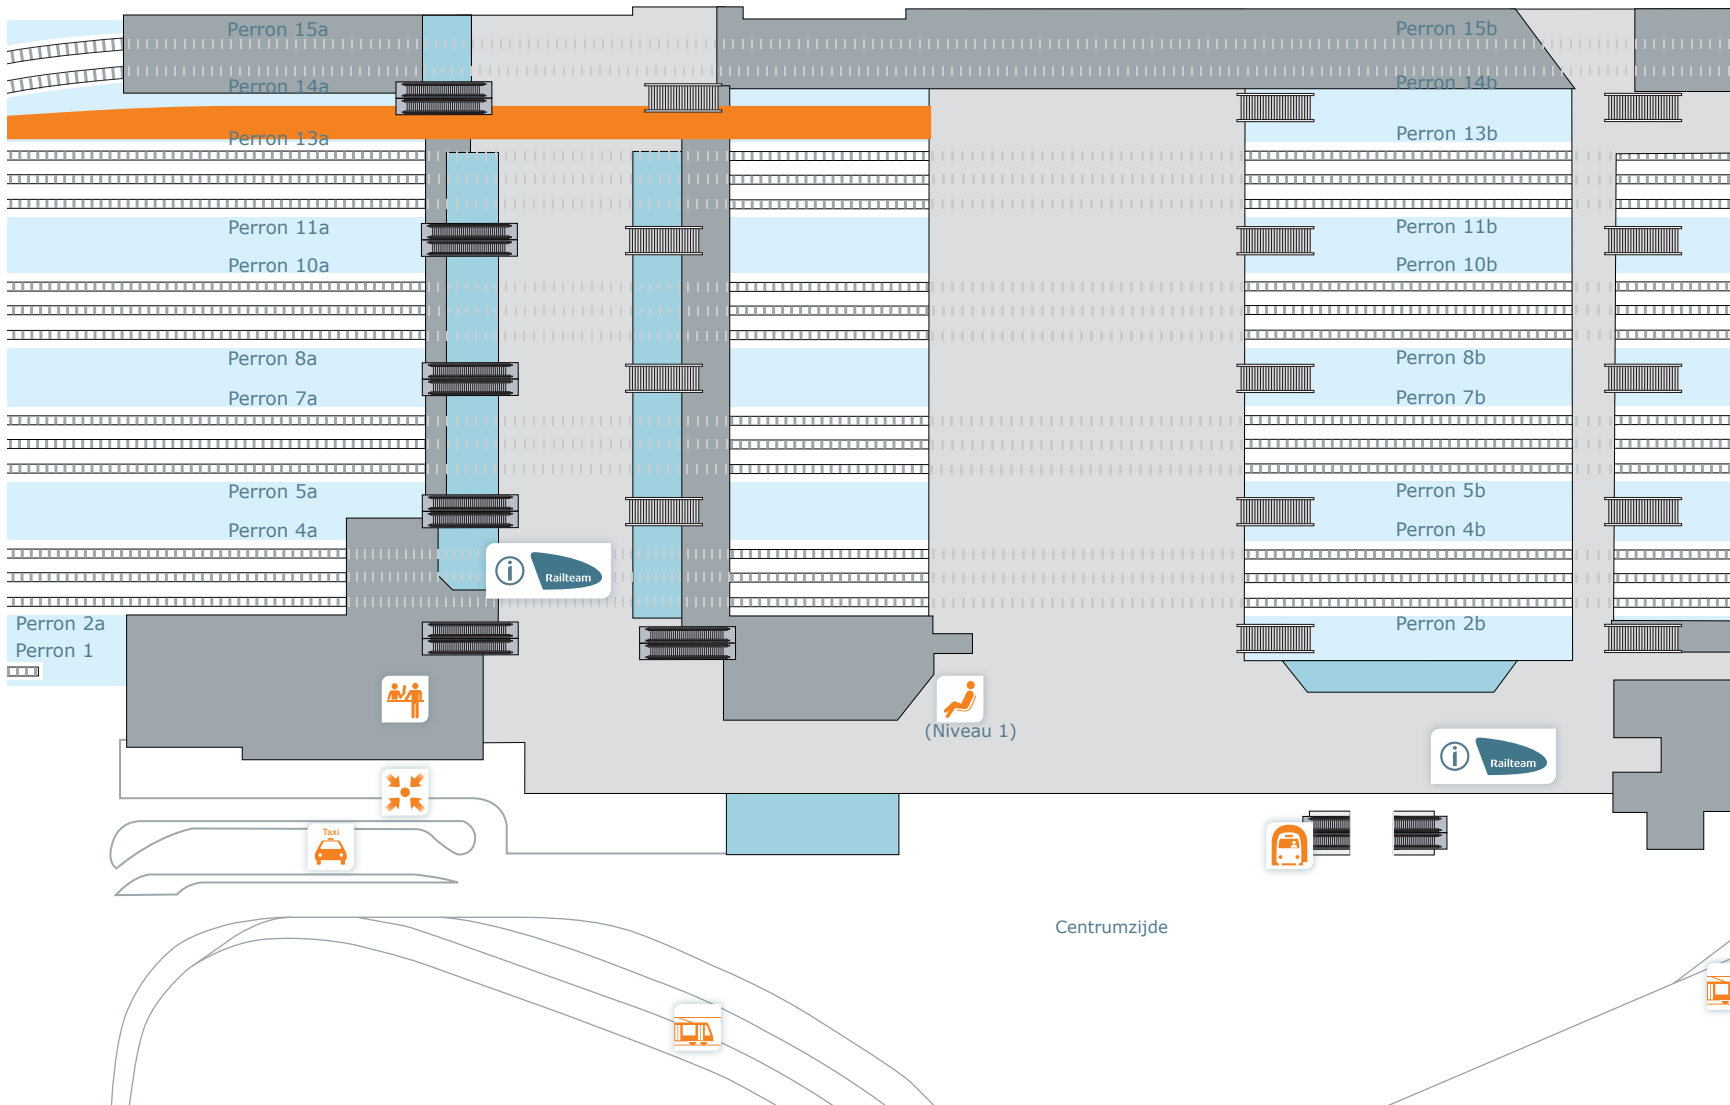 Perron 15a
Perron 15b
Perron 14a
Perron 14b
Perron 13a
Perron 13b
Perron 11a
Perron 11b
Perron 10a
Perron 10b
Perron 8a
Perron 8b
Perron 7a
Perron 7b
Perron 5a
Perron 5b
Perron 4a
Perron 4b
i Railteam
Perron 2a
Perron 2b
Perron 1
(Niveau 1)
i Railteam
Taxi
Centrumzijde